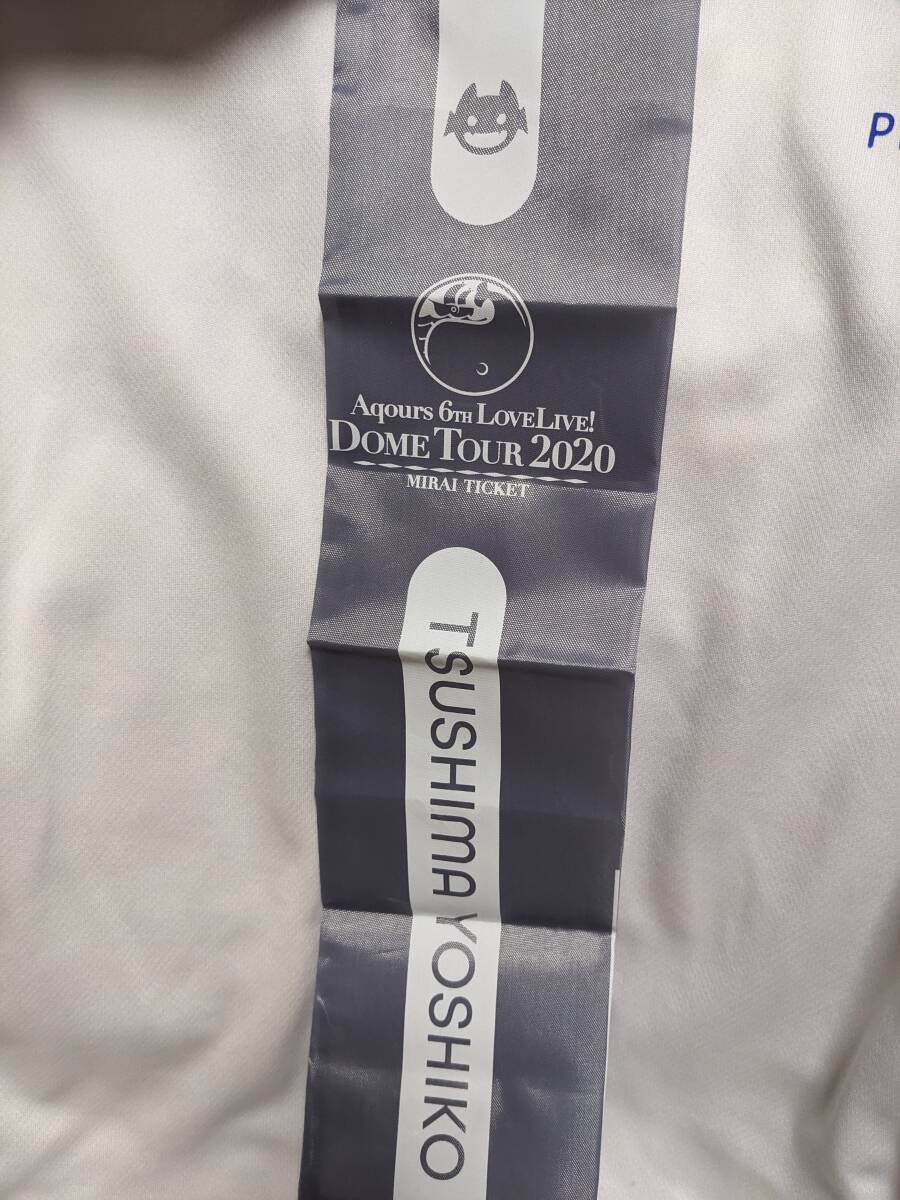 P
Aqours 6TH LOVELIVE!
DOME TOUR 2020
MIRAI TICKET
TSUSHIMA YOSHIKO